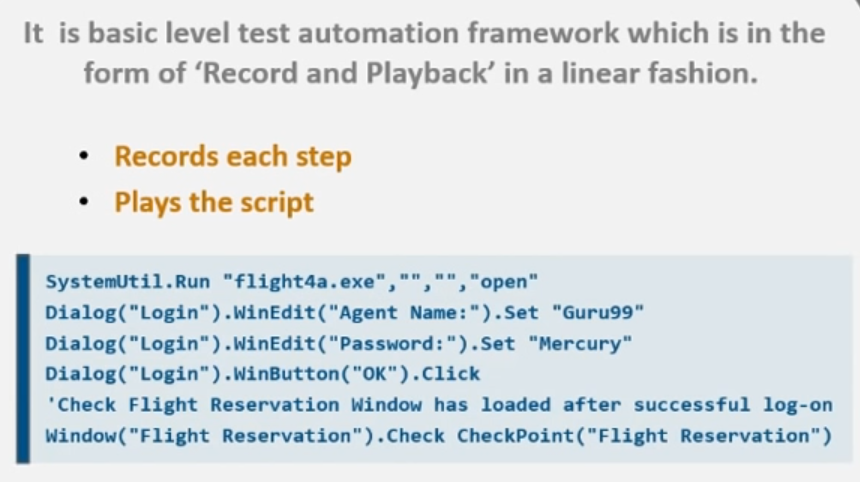 It is basic level test automation framework which is in the
form of ‘Record and Playback’ in a linear fashion.
• Records each step
• Plays the script
SystemUtil.Run "flight4a.exe","","","open"
Dialog("Login").WinEdit("Agent Name:").Set "Guru99"
Dialog("Login").WinEdit("Password:").Set "Mercury"
Dialog("Login").WinButton("OK").Click
'Check Flight Reservation Window has loaded after successful log-on
Window("Flight Reservation").Check CheckPoint("Flight Reservation")